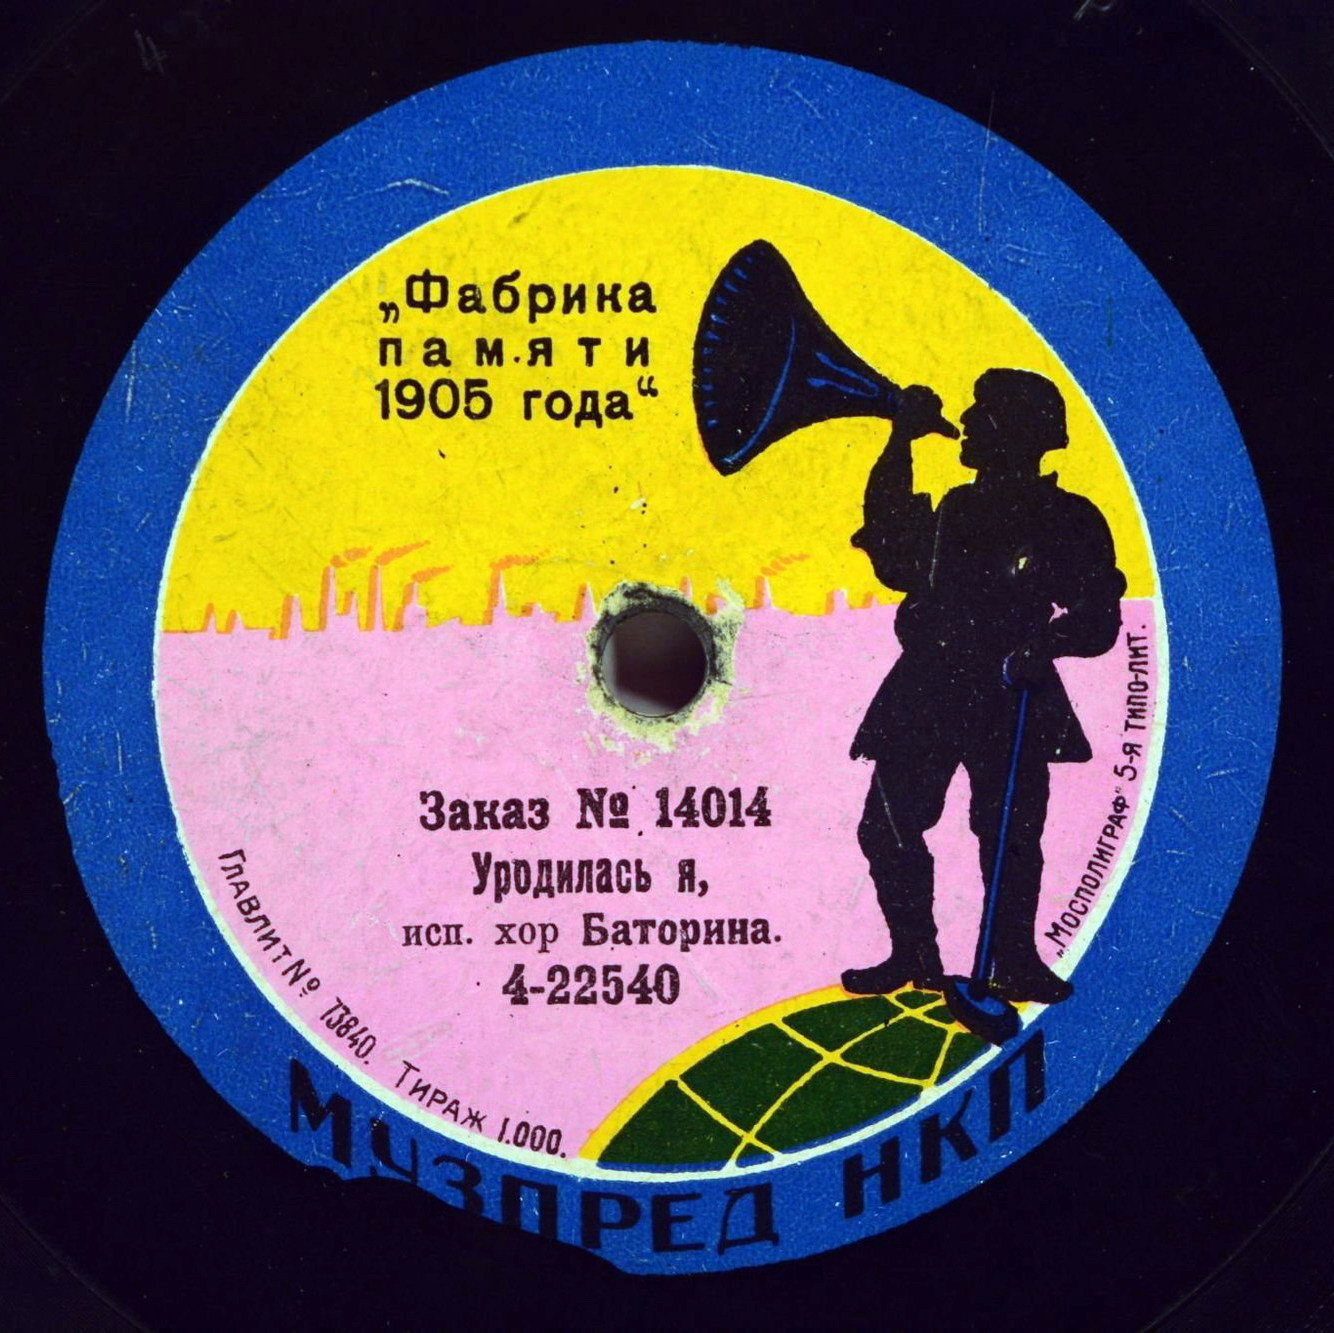 „Фабрика
памяти
1905 года“
Заказ № 14014
Уродилась я,
исп. хор Баторина.
4-22540
Главлит № 73840. Тираж 1.000.
„Мосполиграф“ 5-я типо-лит.
МУЗПРЕД НКП